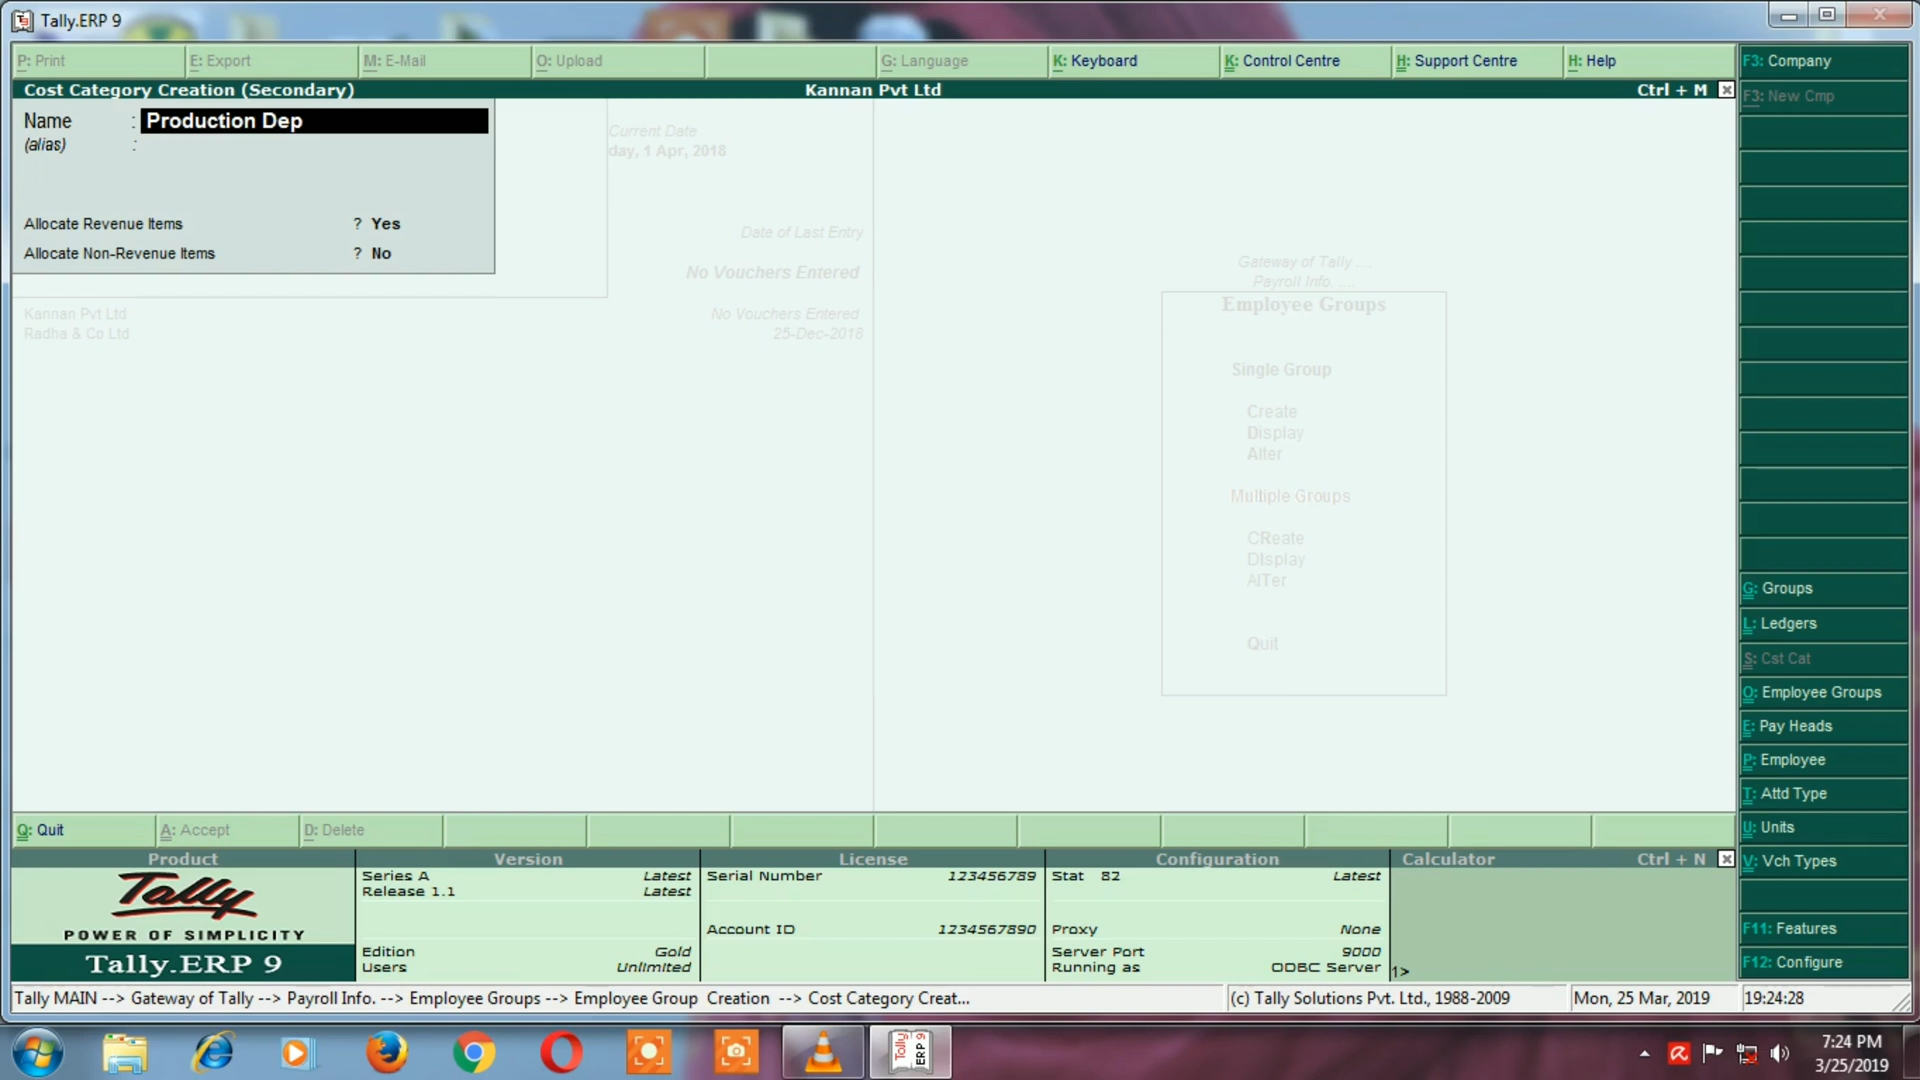 Tally.ERP 9
P: Print
E: Export
M: E-Mail
O: Upload
G: Language
K: Keyboard
K: Control Centre
H: Support Centre
H: Help
F3: Company
F3: New Cmp
Cost Category Creation (Secondary)
Kannan Pvt Ltd
Ctrl + M
Name : Production Dep
(alias) :
Allocate Revenue Items ? Yes
Allocate Non-Revenue Items ? No
Current Date
day, 1 Apr, 2018
Date of Last Entry
No Vouchers Entered
Kannan Pvt Ltd No Vouchers Entered
Radha & Co Ltd 25-Dec-2018
Gateway of Tally ....
Payroll Info. ....
Employee Groups
Single Group
Create
Display
Alter
Multiple Groups
CReate
DIsplay
AlTer
Quit
G: Groups
L: Ledgers
S: Cst Cat
O: Employee Groups
E: Pay Heads
P: Employee
T: Attd Type
U: Units
V: Vch Types
F11: Features
F12: Configure
Q: Quit
A: Accept
D: Delete
Product
Tally
POWER OF SIMPLICITY
Tally.ERP 9
Version
Series A Latest
Release 1.1 Latest
Edition Gold
Users Unlimited
License
Serial Number 123456789
Account ID 1234567890
Configuration
Stat 82 Latest
Proxy None
Server Port 9000
Running as ODBC Server
Calculator Ctrl + N
1>
Tally MAIN --> Gateway of Tally --> Payroll Info. --> Employee Groups --> Employee Group Creation --> Cost Category Creat...
(c) Tally Solutions Pvt. Ltd., 1988-2009
Mon, 25 Mar, 2019
19:24:28
Tally
ERP 9
7:24 PM
3/25/2019